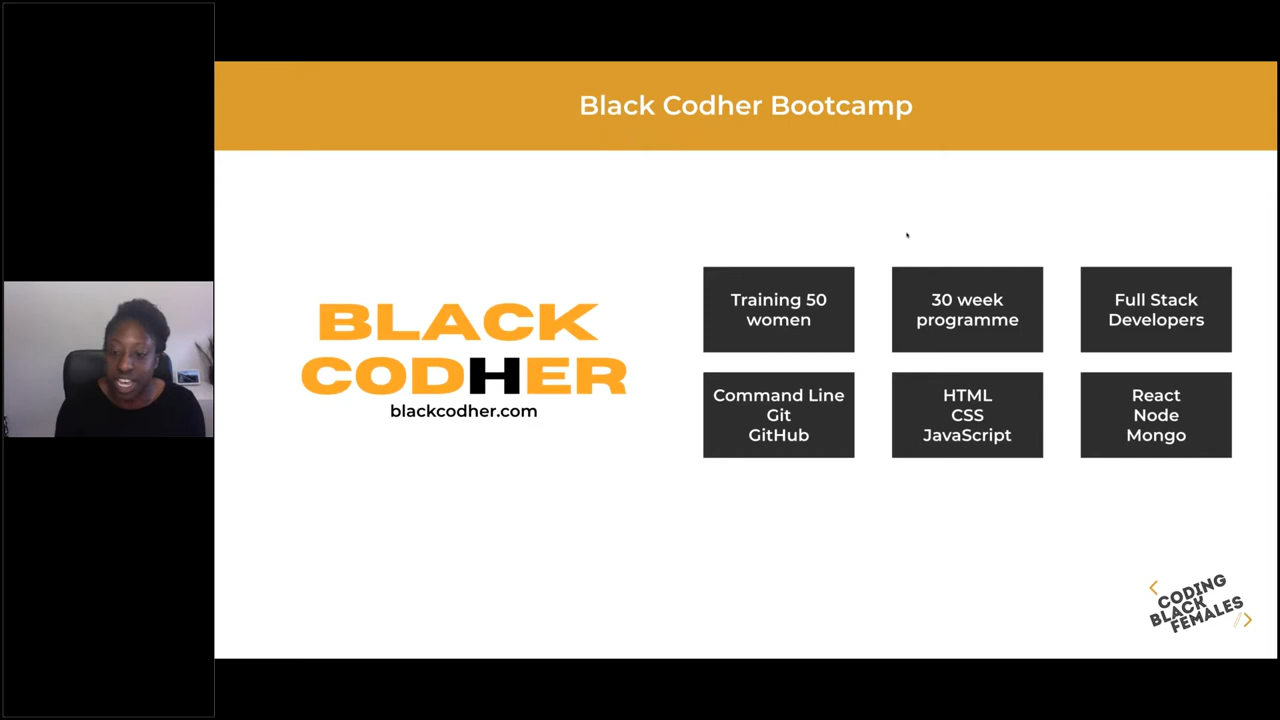 Black Codher Bootcamp
BLACK
CODHER
blackcodher.com
Training 50
women
30 week
programme
Full Stack
Developers
Command Line
Git
GitHub
HTML
CSS
JavaScript
React
Node
Mongo
< CODING
BLACK
FEMALES />